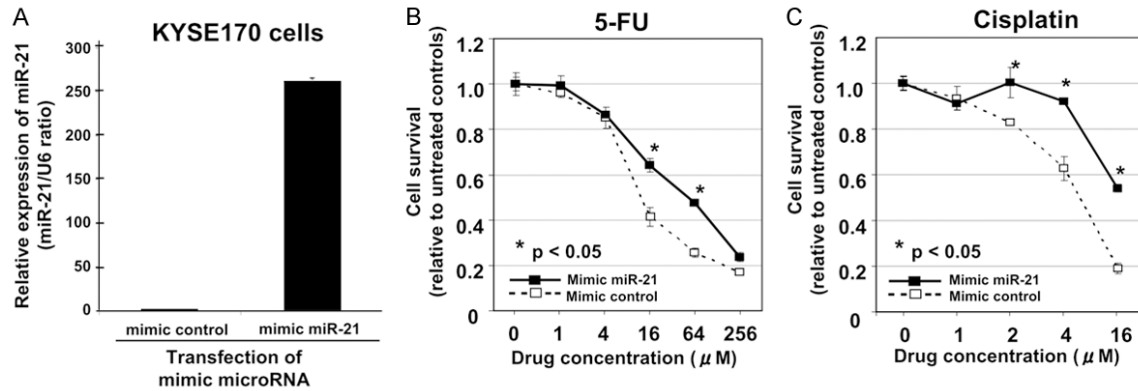 A
KYSE170 cells
Relative expression of miR-21
(miR-21/U6 ratio)
300
250
200
150
100
50
0
mimic control
mimic miR-21
Transfection of
mimic microRNA
B
5-FU
Cell survival
(relative to untreated controls)
1.2
1.0
0.8
0.6
0.4
0.2
0
*
*
* p < 0.05
Mimic miR-21
Mimic control
0 1 4 16 64 256
Drug concentration ( μ M)
C
Cisplatin
Cell survival
(relative to untreated controls)
1.2
1.0
0.8
0.6
0.4
0.2
0
*
*
*
* p < 0.05
Mimic miR-21
Mimic control
0 1 2 4 16
Drug concentration ( μ M)